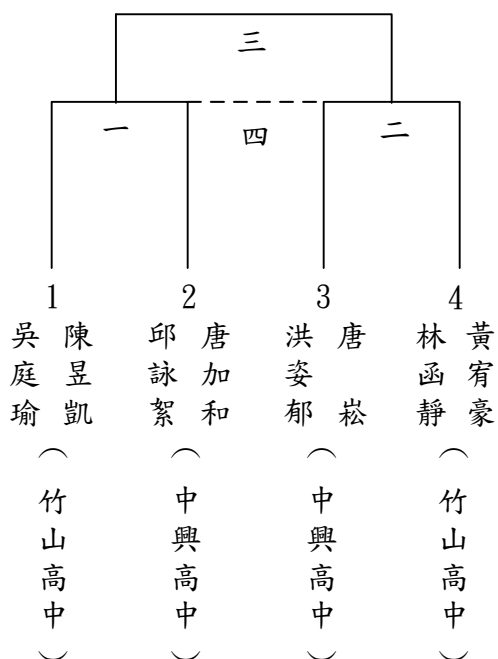 三
一
四
二
1
2
3
4
陳昱凱
吳庭瑜
(竹山高中)
唐加和
邱詠絮
(中興高中)
唐 崧
洪姿郁
(中興高中)
黃宥豪
林函靜
(竹山高中)